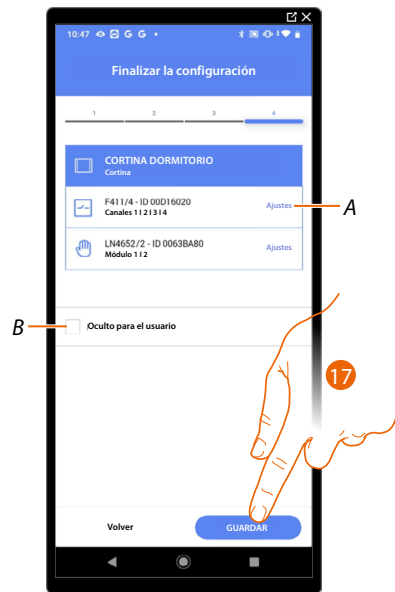 10:47 G G
Finalizar la configuración
1 2 3 4
CORTINA DORMITORIO
Cortina
F411/4 - ID 00D16020
Canales 1 I 2 I 3 I 4
Ajustes
A
LN4652/2 - ID 0063BA80
Módulo 1 I 2
Ajustes
B
Oculto para el usuario
17
Volver
GUARDAR